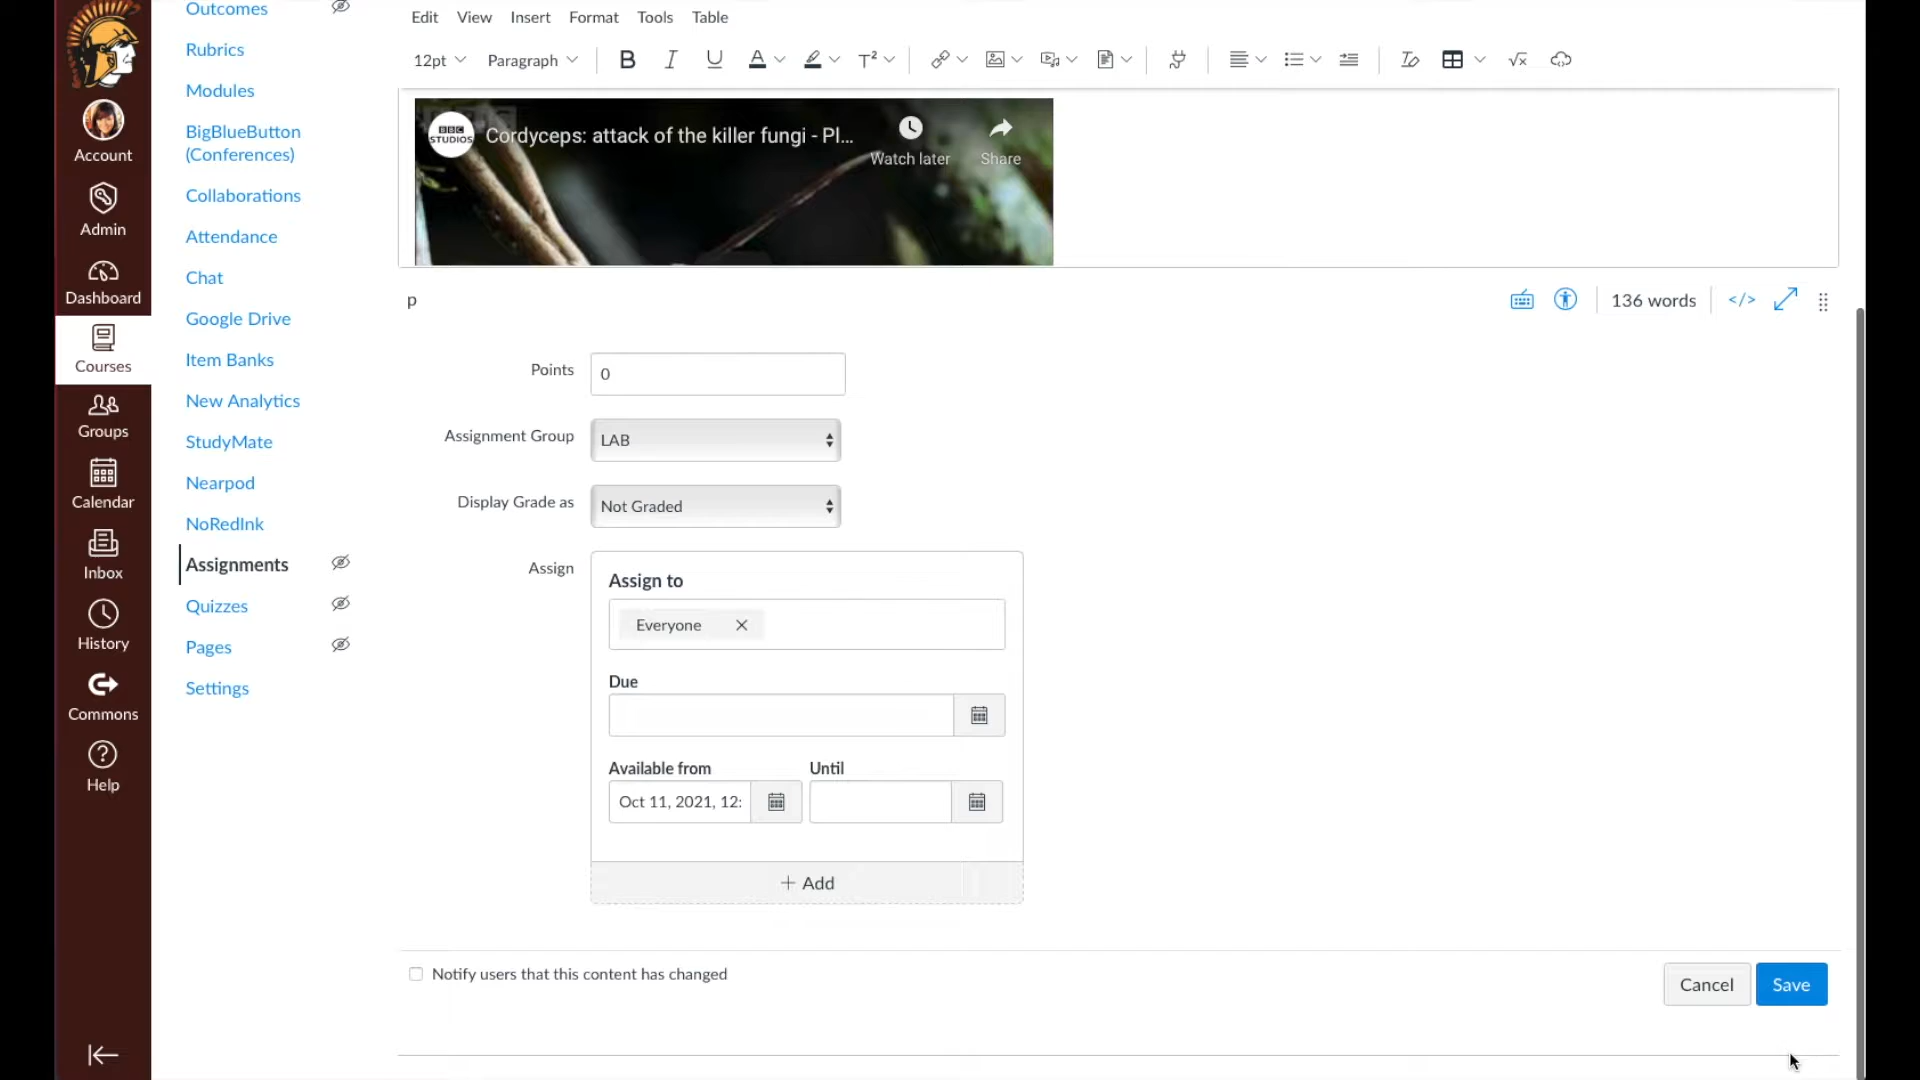 Account
Admin
Dashboard
Courses
Groups
Calendar
Inbox
History
Commons
Help
Outcomes
Rubrics
Modules
BigBlueButton
(Conferences)
Collaborations
Attendance
Chat
Google Drive
Item Banks
New Analytics
StudyMate
Nearpod
NoRedInk
Assignments
Quizzes
Pages
Settings
Edit View Insert Format Tools Table
12pt Paragraph B I U A T²
BBC
STUDIOS
Cordyceps: attack of the killer fungi - Pl...
Watch later Share
p
136 words </>
Points 0
Assignment Group LAB
Display Grade as Not Graded
Assign
Assign to
Everyone
Due
Available from Until
Oct 11, 2021, 12:
+ Add
Notify users that this content has changed
Cancel Save